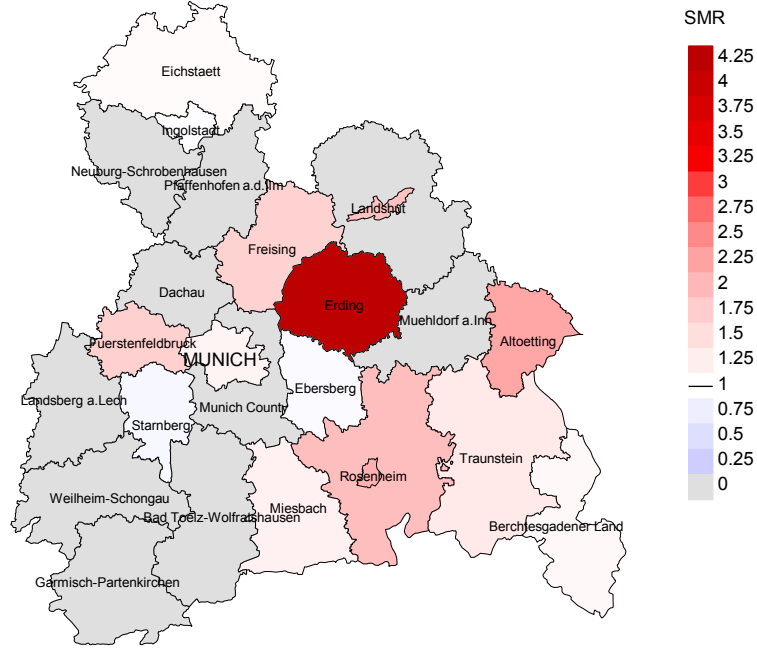 SMR
4.25
4
3.75
3.5
3.25
3
2.75
2.5
2.25
2
1.75
1.5
1.25
1
0.75
0.5
0.25
0
Eichstaett
Ingolstadt
Neuburg-Schrobenhausen
Pfaffenhofen a.d.Ilm
Landshut
Freising
Dachau
Erding
Muehldorf a.Inn
Fuerstenfeldbruck
Altoetting
MUNICH
Ebersberg
Landsberg a.Lech
Munich County
Starnberg
Traunstein
Rosenheim
Weilheim-Schongau
Miesbach
Bad Toelz-Wolfratshausen
Berchtesgadener Land
Garmisch-Partenkirchen